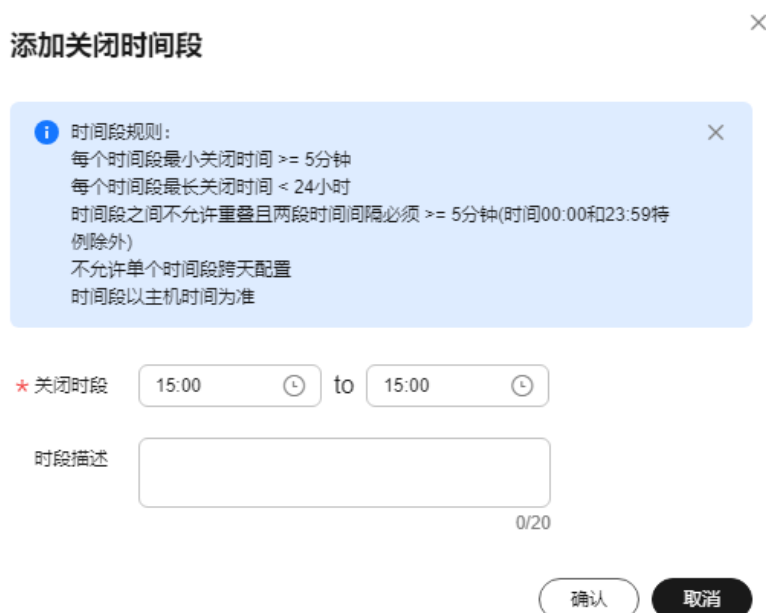 添加关闭时间段
时间段规则：
每个时间段最小关闭时间 >= 5分钟
每个时间段最长关闭时间 < 24小时
时间段之间不允许重叠且两段时间间隔必须 >= 5分钟(时间00:00和23:59特
例除外)
不允许单个时间段跨天配置
时间段以主机时间为准
* 关闭时段 15:00 to 15:00
时段描述
0/20
确认 取消